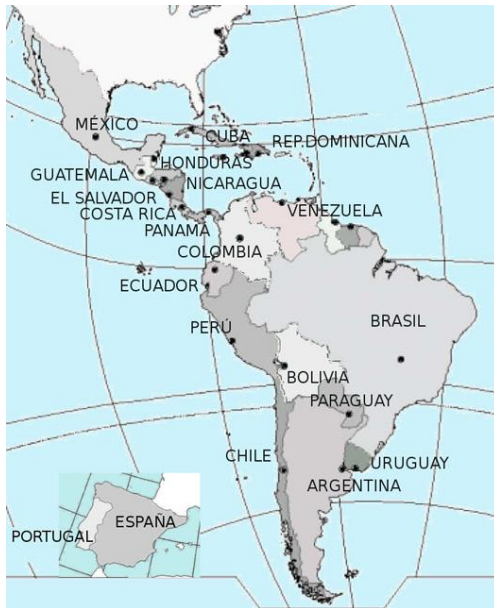 MÉXICO
CUBA
REP.DOMINICANA
HONDURAS
GUATEMALA
NICARAGUA
EL SALVADOR
COSTA RICA
VENEZUELA
PANAMÁ
COLOMBIA
ECUADOR
BRASIL
PERÚ
BOLIVIA
PARAGUAY
CHILE
URUGUAY
ARGENTINA
ESPAÑA
PORTUGAL